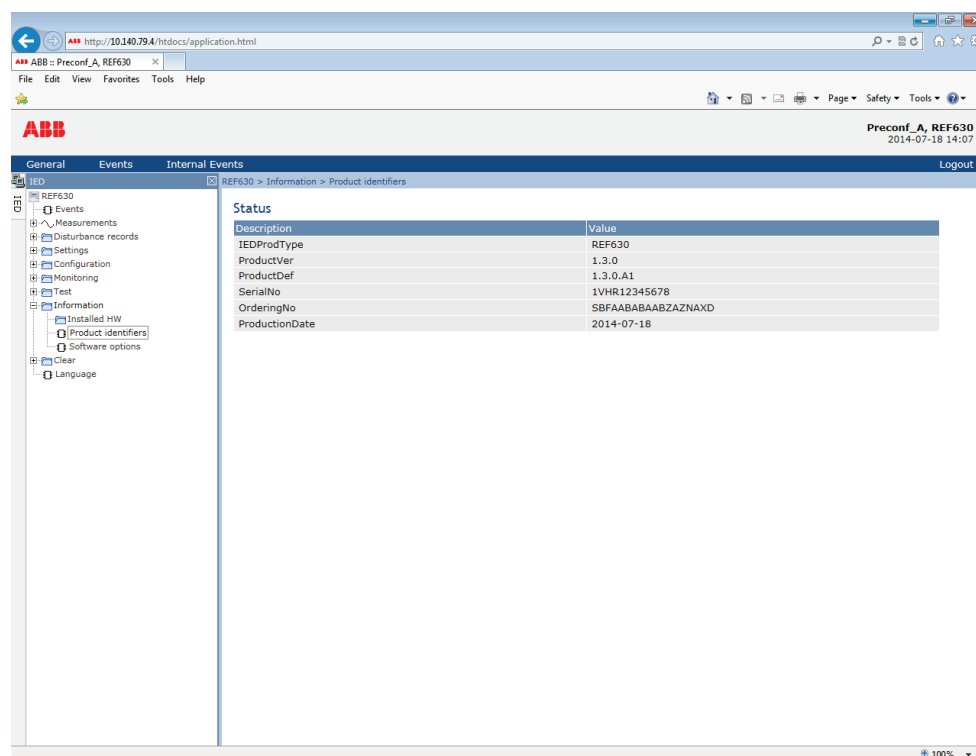 ABB http://10.140.79.4/htdocs/application.html
ABB ABB :: Preconf_A, REF630
File Edit View Favorites Tools Help
Page Safety Tools
ABB
Preconf_A, REF630
2014-07-18 14:07
General Events Internal Events Logout
IED
IED
REF630 > Information > Product identifiers
REF630
Events
Measurements
Disturbance records
Settings
Configuration
Monitoring
Test
Information
Installed HW
Product identifiers
Software options
Clear
Language
Status
Description Value
IEDProdType REF630
ProductVer 1.3.0
ProductDef 1.3.0.A1
SerialNo 1VHR12345678
OrderingNo SBFAABABAABZAZNAXD
ProductionDate 2014-07-18
100%